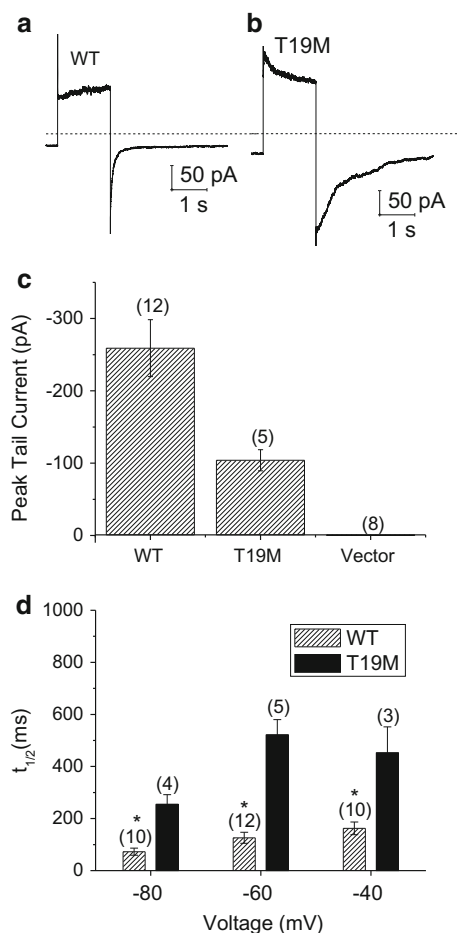 a
WT
50 pA
1 s
b
T19M
50 pA
1 s
c
Peak Tail Current (pA)
-300
-200
-100
0
(12)
(5)
(8)
WT T19M Vector
d
t1/2(ms)
1000
800
600
400
200
0
WT
T19M
*
(10)
(4)
*
(12)
(5)
*
(10)
(3)
-80 -60 -40
Voltage (mV)